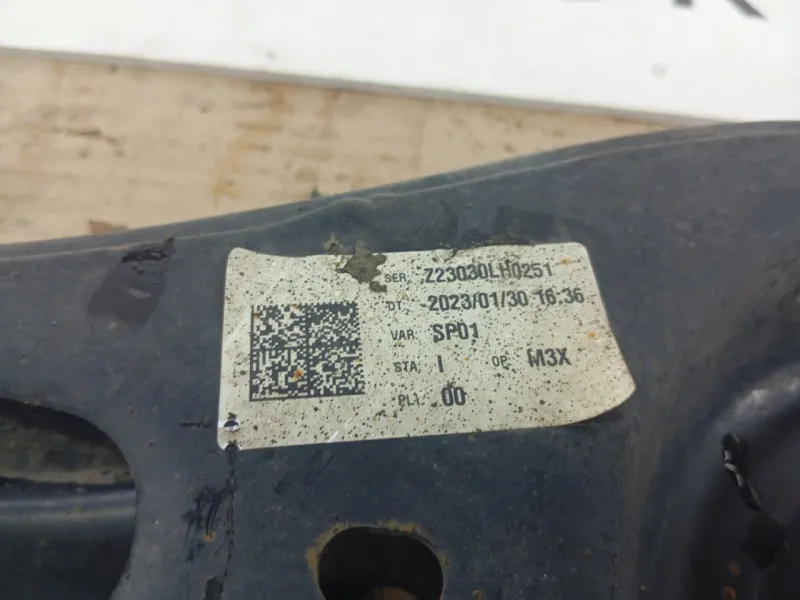 SER. Z23030LH0251
DT. 2023/01/30 16:36
VAR. SP01
STA. I OP. M3X
PLI. 00